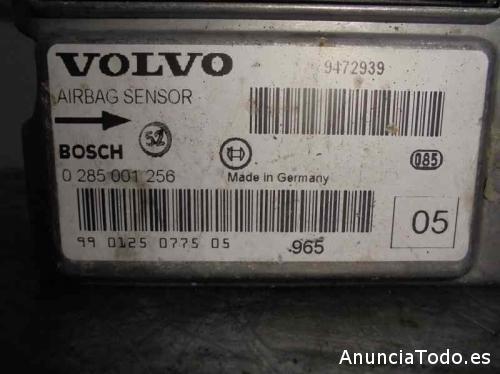 VOLVO
9472939
AIRBAG SENSOR
52
BOSCH
085
0 285 001 256
Made in Germany
99 0125 0775 05
965
05
AnunciaTodo.es